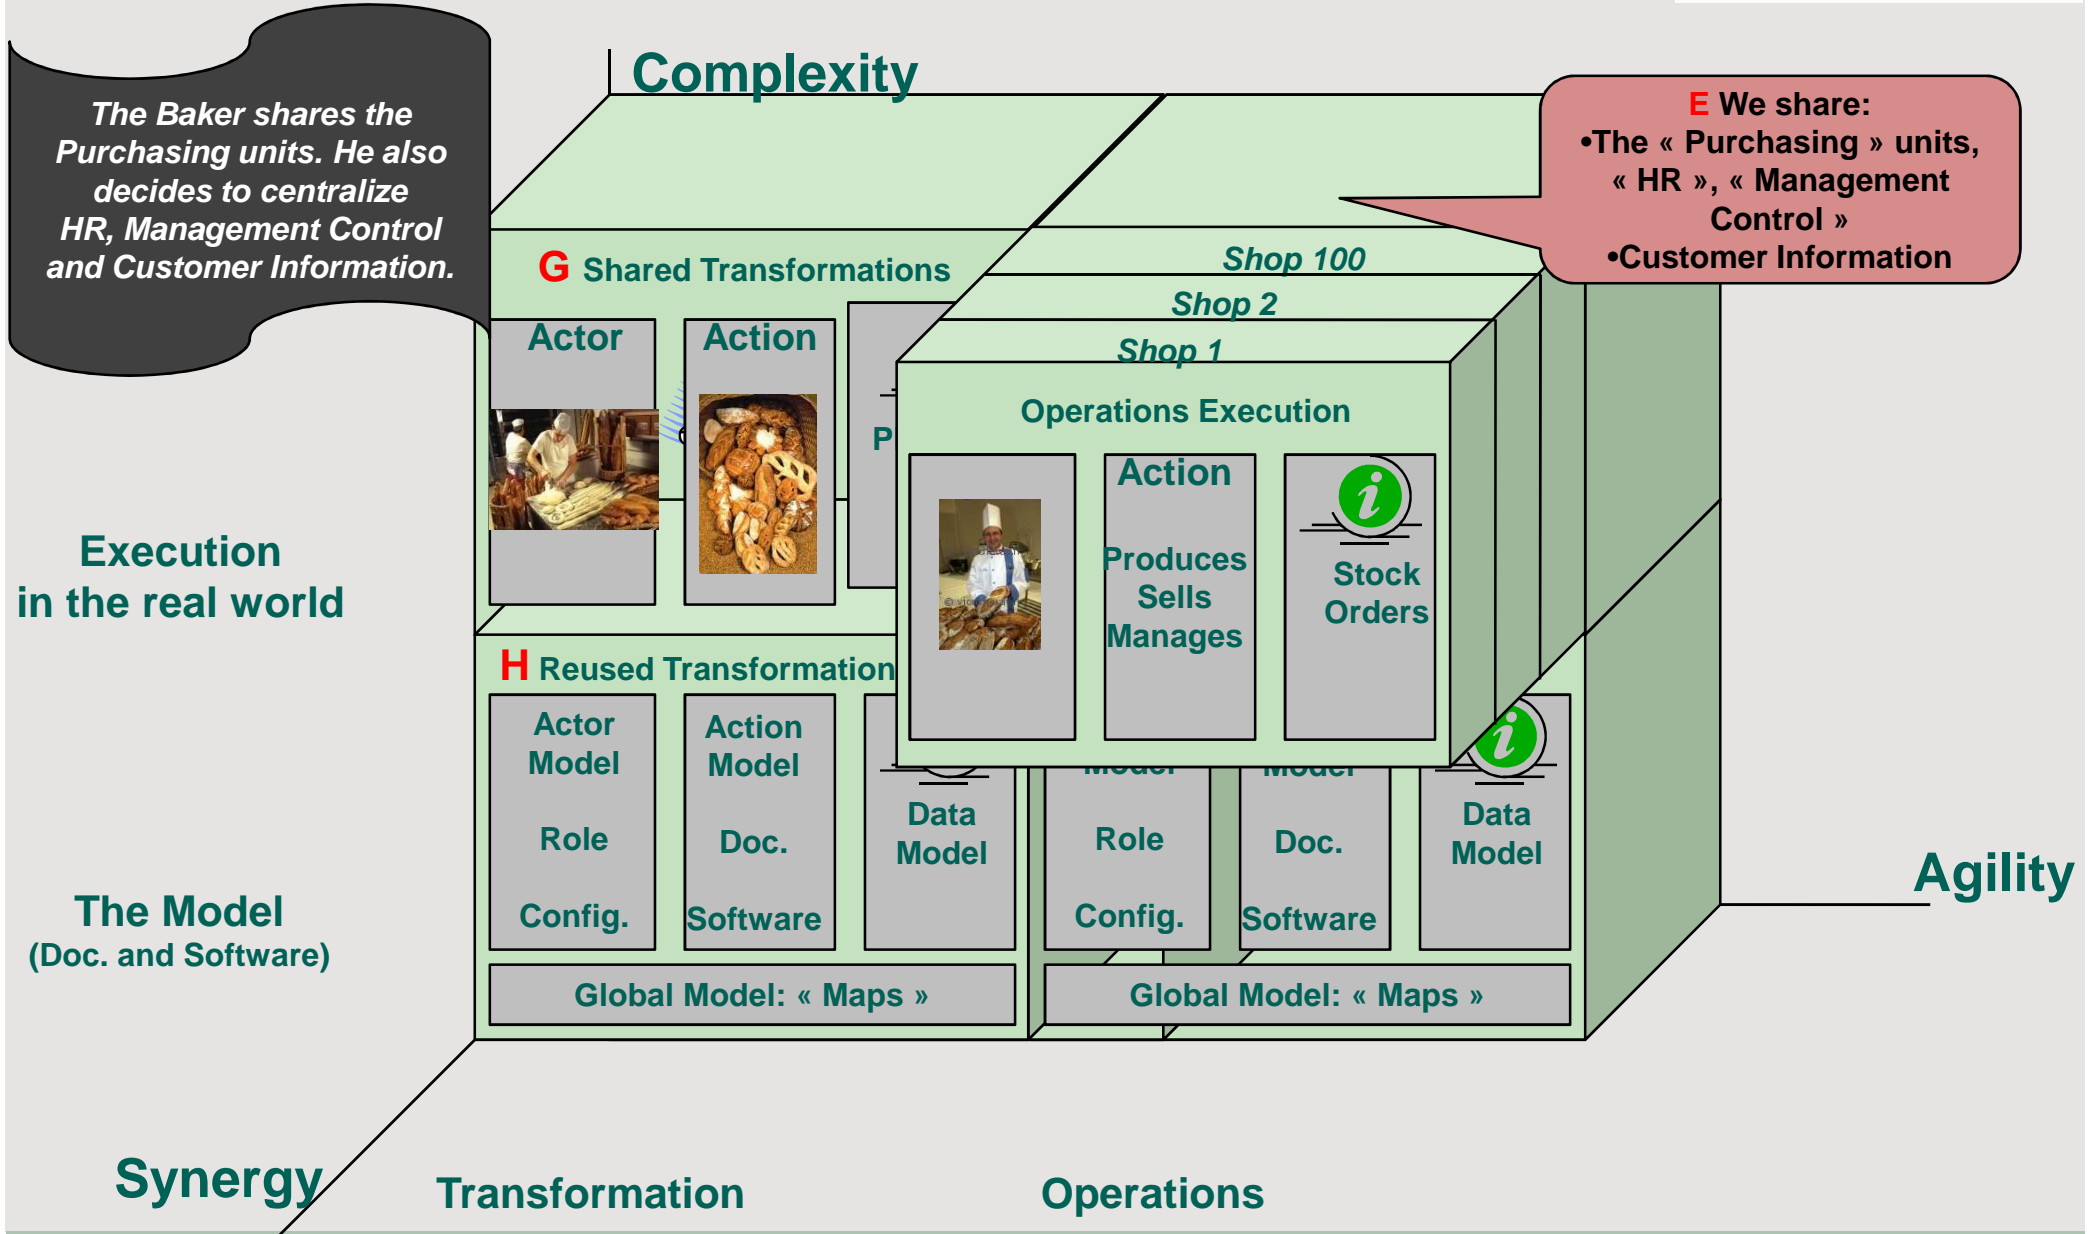 Complexity
The Baker shares the
Purchasing units. He also
decides to centralize
HR, Management Control
and Customer Information.
E We share:
•The « Purchasing » units,
« HR », « Management
Control »
•Customer Information
G Shared Transformations
Shop 100
Shop 2
Shop 1
Actor
Action
P
Operations Execution
Action
Produces
Sells
Manages
i
Stock
Orders
Execution
in the real world
H Reused Transformation
Actor
Model
Role
Config.
Action
Model
Doc.
Software
Data
Model
Model
Role
Config.
Model
Doc.
Software
i
Data
Model
The Model
(Doc. and Software)
Agility
Global Model: « Maps »
Global Model: « Maps »
Synergy
Transformation
Operations